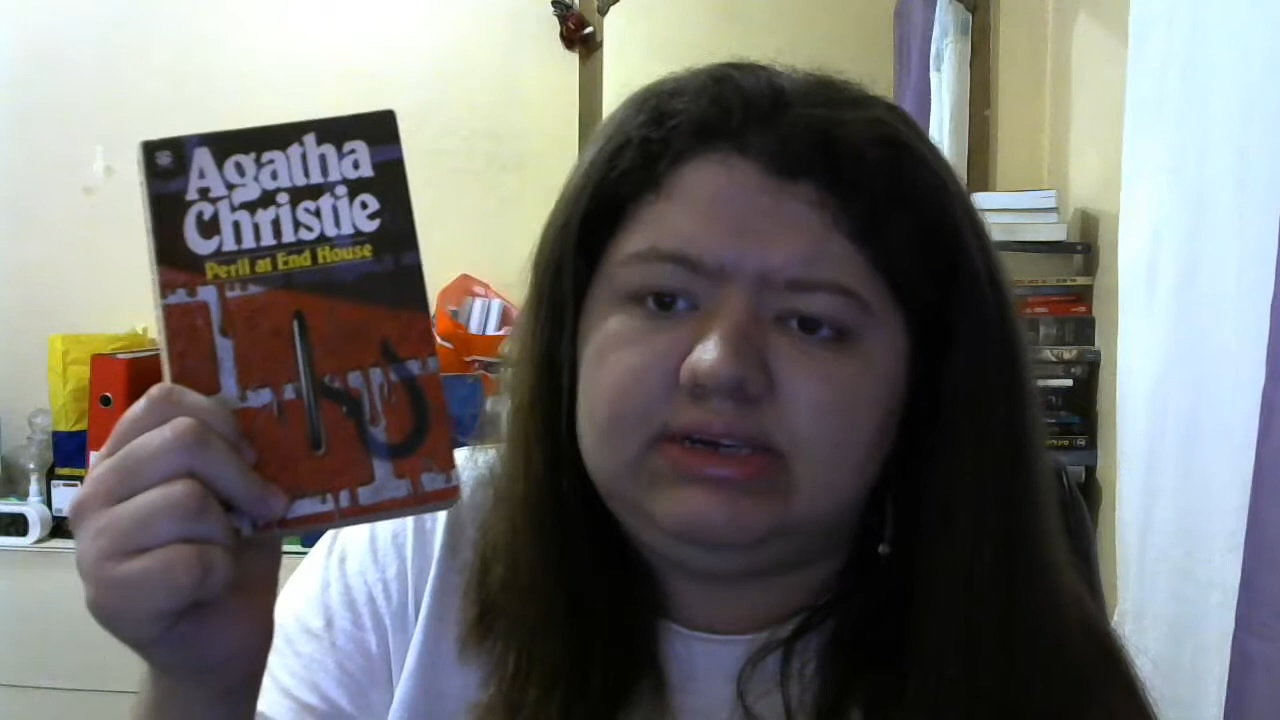 Agatha
Christie
Peril at End House